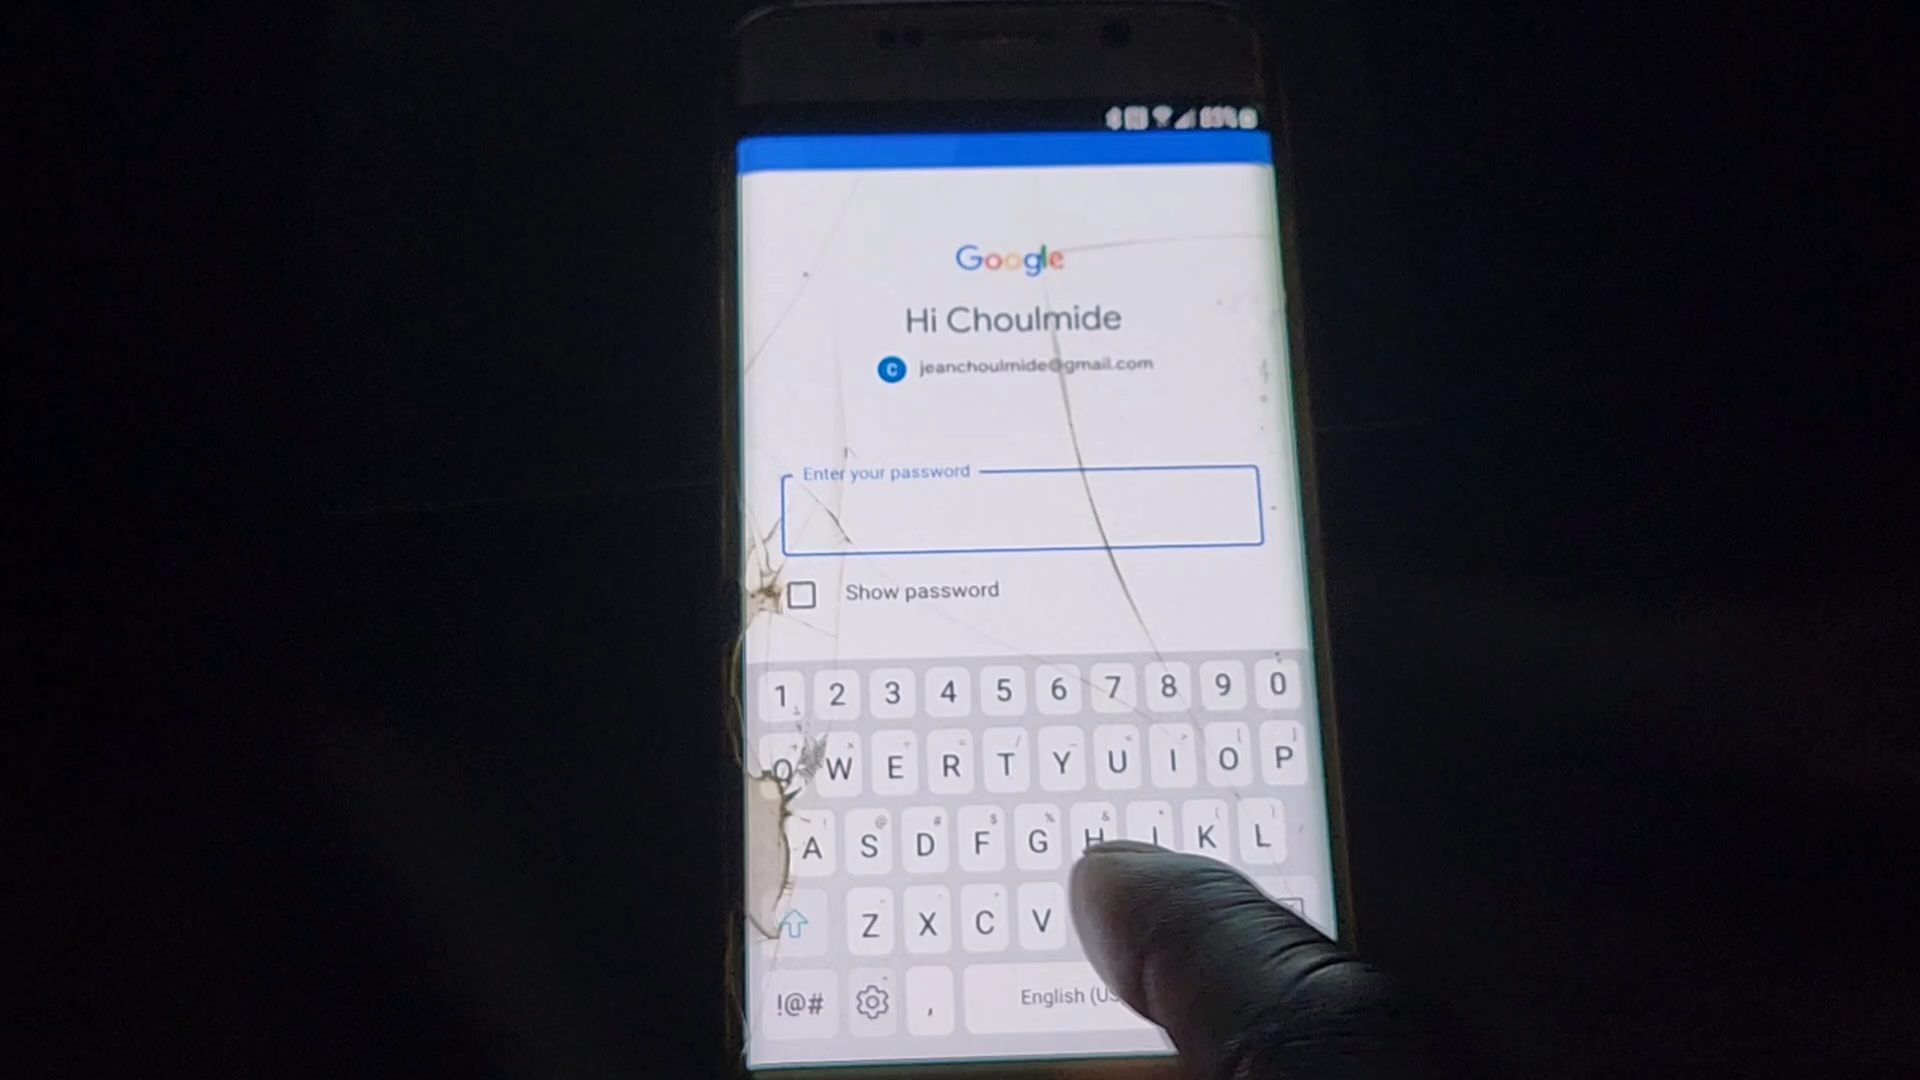 Google
Hi Choulmide
C jeanchoulmide@gmail.com
Enter your password
Show password
1 2 3 4 5 6 7 8 9 0
Q W E R T Y U I O P
A S D F G H J K L
Z X C V
!@# , English (US